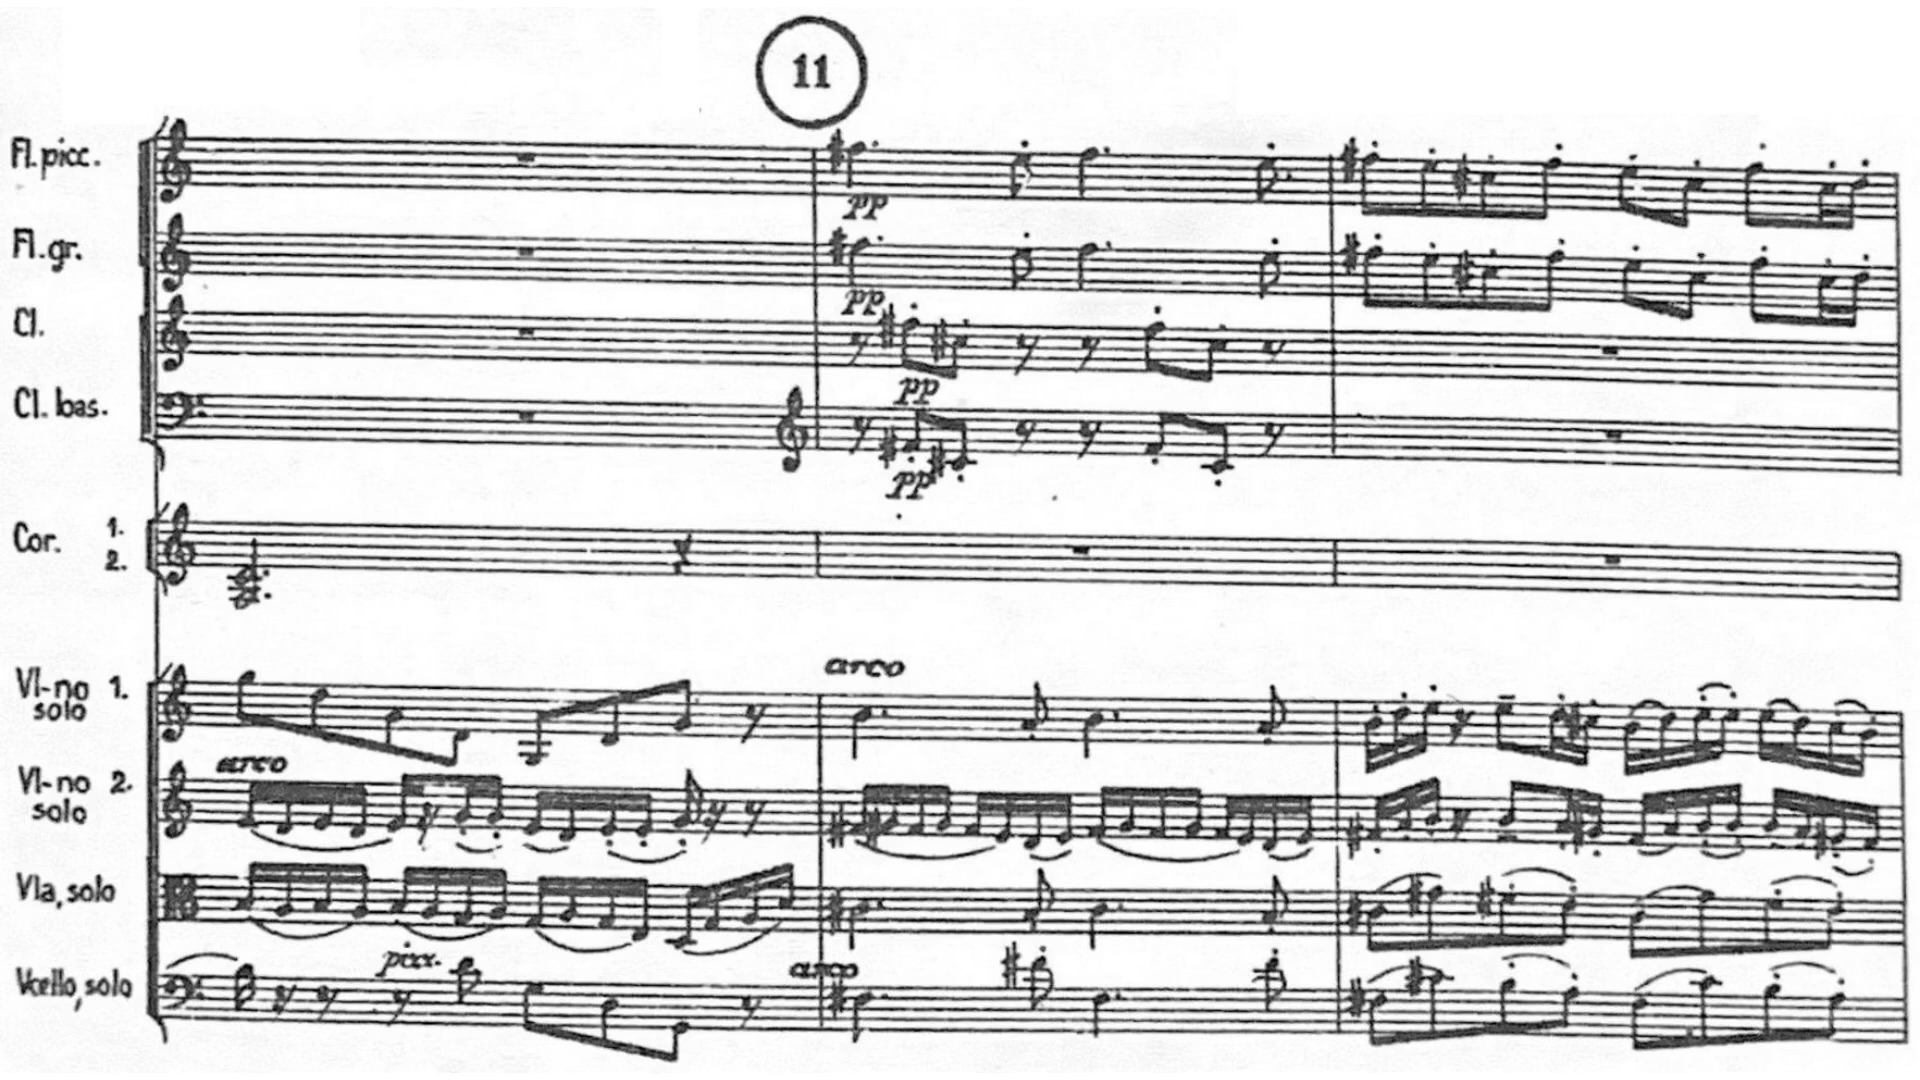 11
Fl. picc.
pp
Fl. gr.
pp
Cl.
pp
Cl. bas.
pp
Cor. 1.
2.
arco
Vl-no 1.
solo
arco
Vl-no 2.
solo
Vla, solo
picc.
arco
Vcello, solo